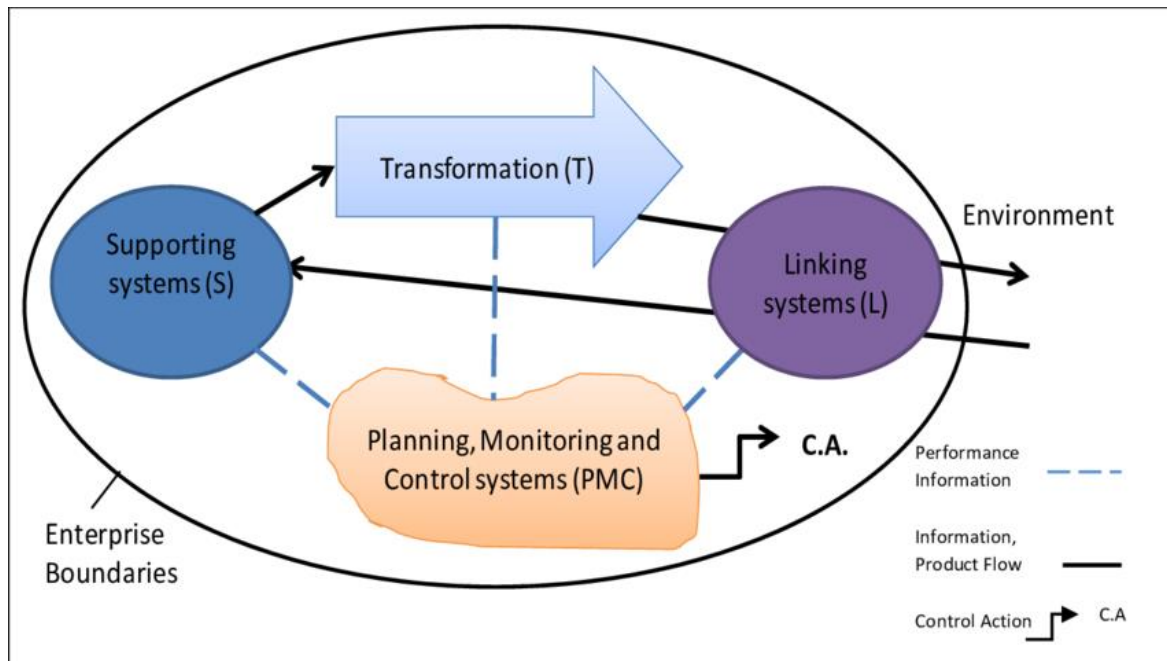 Transformation (T)
Environment
Supporting
systems (S)
Linking
systems (L)
Planning, Monitoring and
Control systems (PMC)
C.A.
Enterprise
Boundaries
Performance
Information
Information,
Product Flow
Control Action
C.A